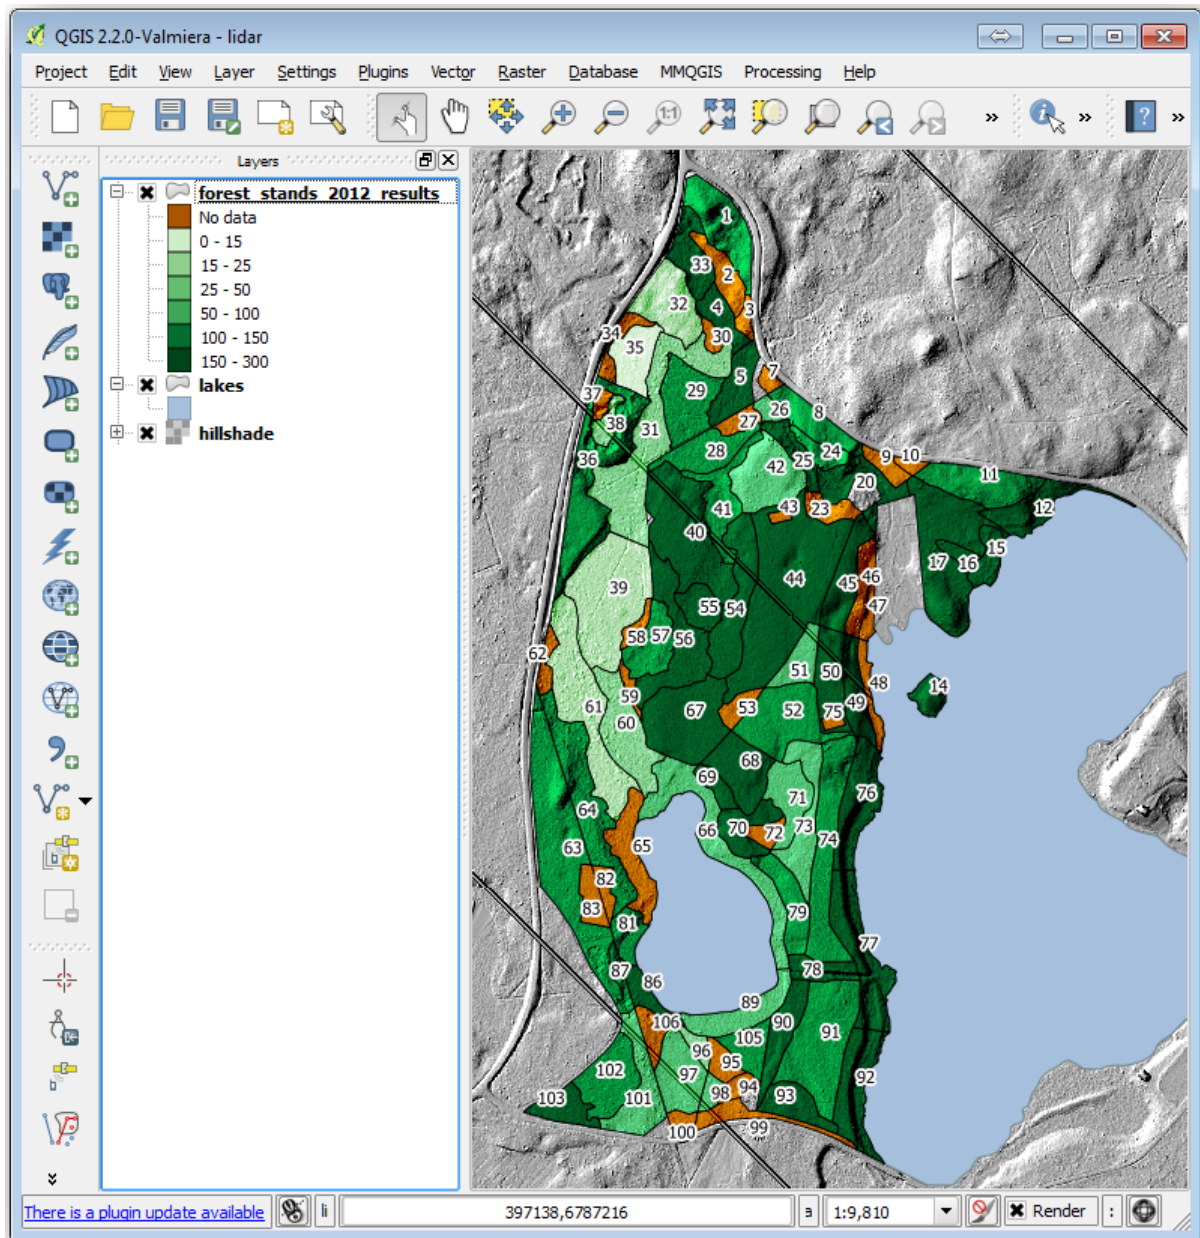 QGIS 2.2.0-Valmiera - lidar
Project Edit View Layer Settings Plugins Vector Raster Database MMQGIS Processing Help
1:1
Layers
forest_stands_2012_results
No data
0 - 15
15 - 25
25 - 50
50 - 100
100 - 150
150 - 300
lakes
hillshade
1
33 2
32 4 3
34 35 30
29 5 7
37 38 31 27 26 8
36 28 42 25 24 9 10
20 11
41 43 23 12
40
17 16 15
39 44 45 46
55 54 47
58 57 56
62 51 50 48 14
61 59 60 67 53 52 75 49
69 68
64 71 76
63 65 66 70 72 73 74
82
83 79
81 77
87 86 78
89
106 105 90 91
96 95
102 97 92
103 101 98 94 93
100 99
There is a plugin update available li 397138,6787216 a 1:9,810 Render :